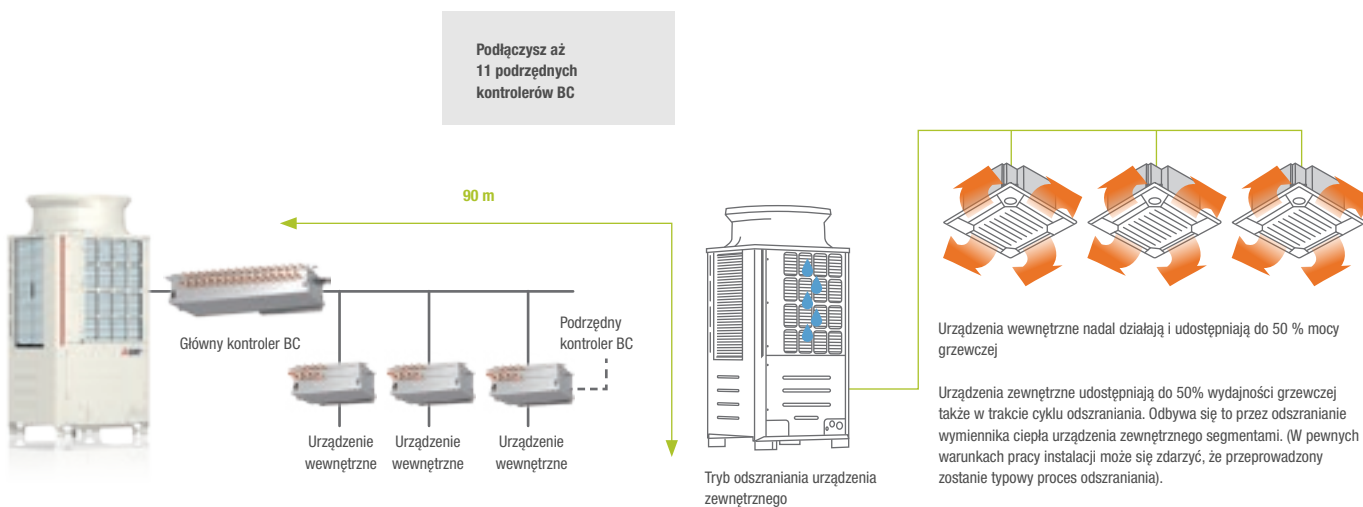 Podłączysz aż
11 podrzędnych
kontrolerów BC
90 m
Główny kontroler BC
Podrzędny
kontroler BC
Urządzenie
wewnętrzne
Urządzenie
wewnętrzne
Urządzenie
wewnętrzne
Tryb odszraniania urządzenia
zewnętrznego
Urządzenia wewnętrzne nadal działają i udostępniają do 50 % mocy
grzewczej
Urządzenia zewnętrzne udostępniają do 50% wydajności grzewczej
także w trakcie cyklu odszraniania. Odbywa się to przez odszranianie
wymiennika ciepła urządzenia zewnętrznego segmentami. (W pewnych
warunkach pracy instalacji może się zdarzyć, że przeprowadzony
zostanie typowy proces odszraniania).